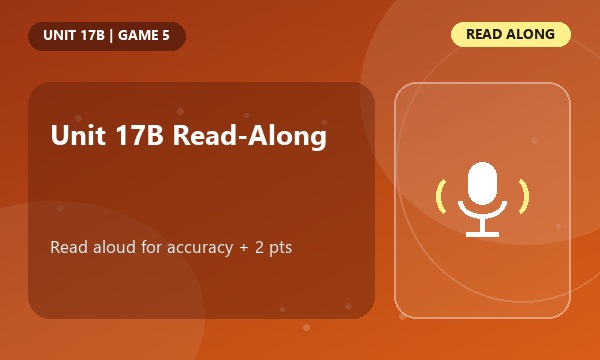 UNIT 17B | GAME 5
READ ALONG
Unit 17B Read-Along
Read aloud for accuracy + 2 pts